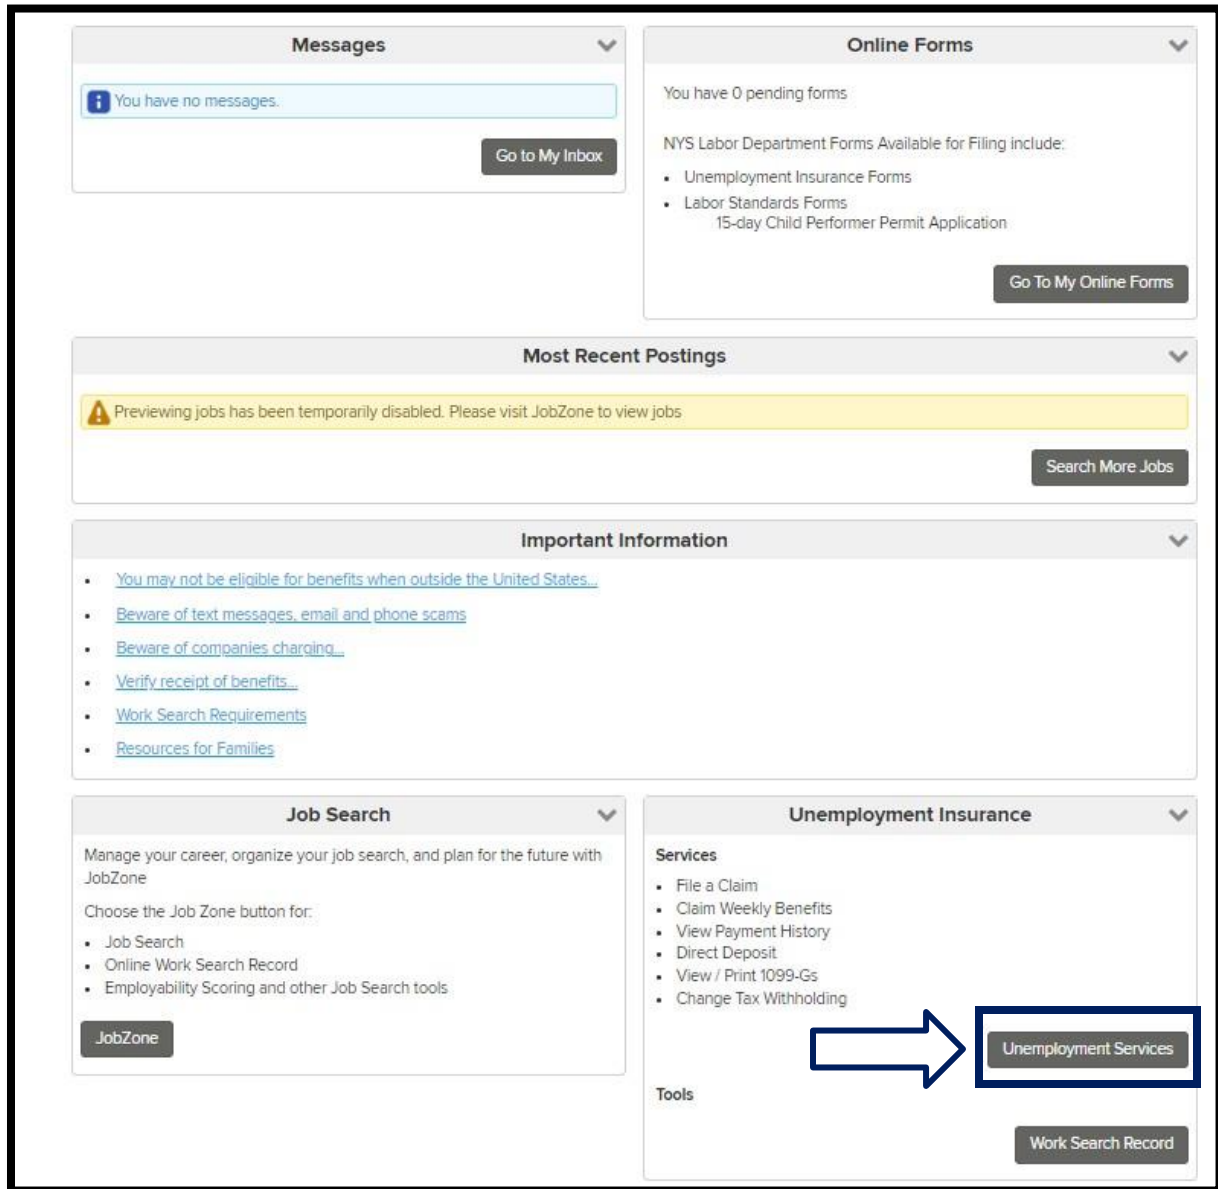 Messages
You have no messages.
Go to My Inbox
Online Forms
You have 0 pending forms
NYS Labor Department Forms Available for Filing include:
• Unemployment Insurance Forms
• Labor Standards Forms
15-day Child Performer Permit Application
Go To My Online Forms
Most Recent Postings
Previewing jobs has been temporarily disabled. Please visit JobZone to view jobs
Search More Jobs
Important Information
• You may not be eligible for benefits when outside the United States...
• Beware of text messages, email and phone scams
• Beware of companies charging...
• Verify receipt of benefits...
• Work Search Requirements
• Resources for Families
Job Search
Manage your career, organize your job search, and plan for the future with
JobZone
Choose the Job Zone button for:
• Job Search
• Online Work Search Record
• Employability Scoring and other Job Search tools
JobZone
Unemployment Insurance
Services
• File a Claim
• Claim Weekly Benefits
• View Payment History
• Direct Deposit
• View / Print 1099-Gs
• Change Tax Withholding
Unemployment Services
Tools
Work Search Record